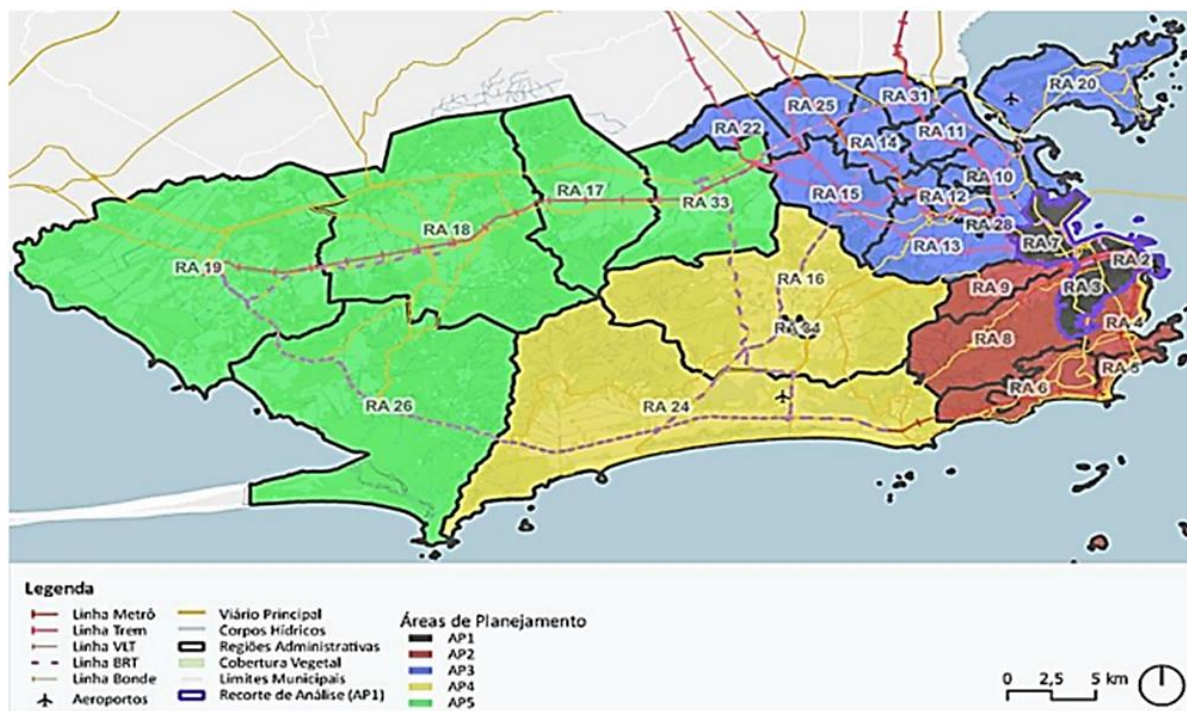 RA 20
RA 31
RA 25
RA 22
RA 11
RA 14
RA 10
RA 17
RA 15
RA 12
RA 33
RA 28
RA 18
RA 13
RA 7
RA 2
RA 19
RA 16
RA 9
RA 3
RA 4
RA 8
RA 5
RA 6
RA 26
RA 24
Legenda
Linha Metrô
Linha Trem
Linha VLT
Linha BRT
Linha Bonde
Aeroportos
Viário Principal
Corpos Hídricos
Regiões Administrativas
Cobertura Vegetal
Limites Municipais
Recorte de Análise (AP1)
Áreas de Planejamento
AP1
AP2
AP3
AP4
AP5
0 2,5 5 km